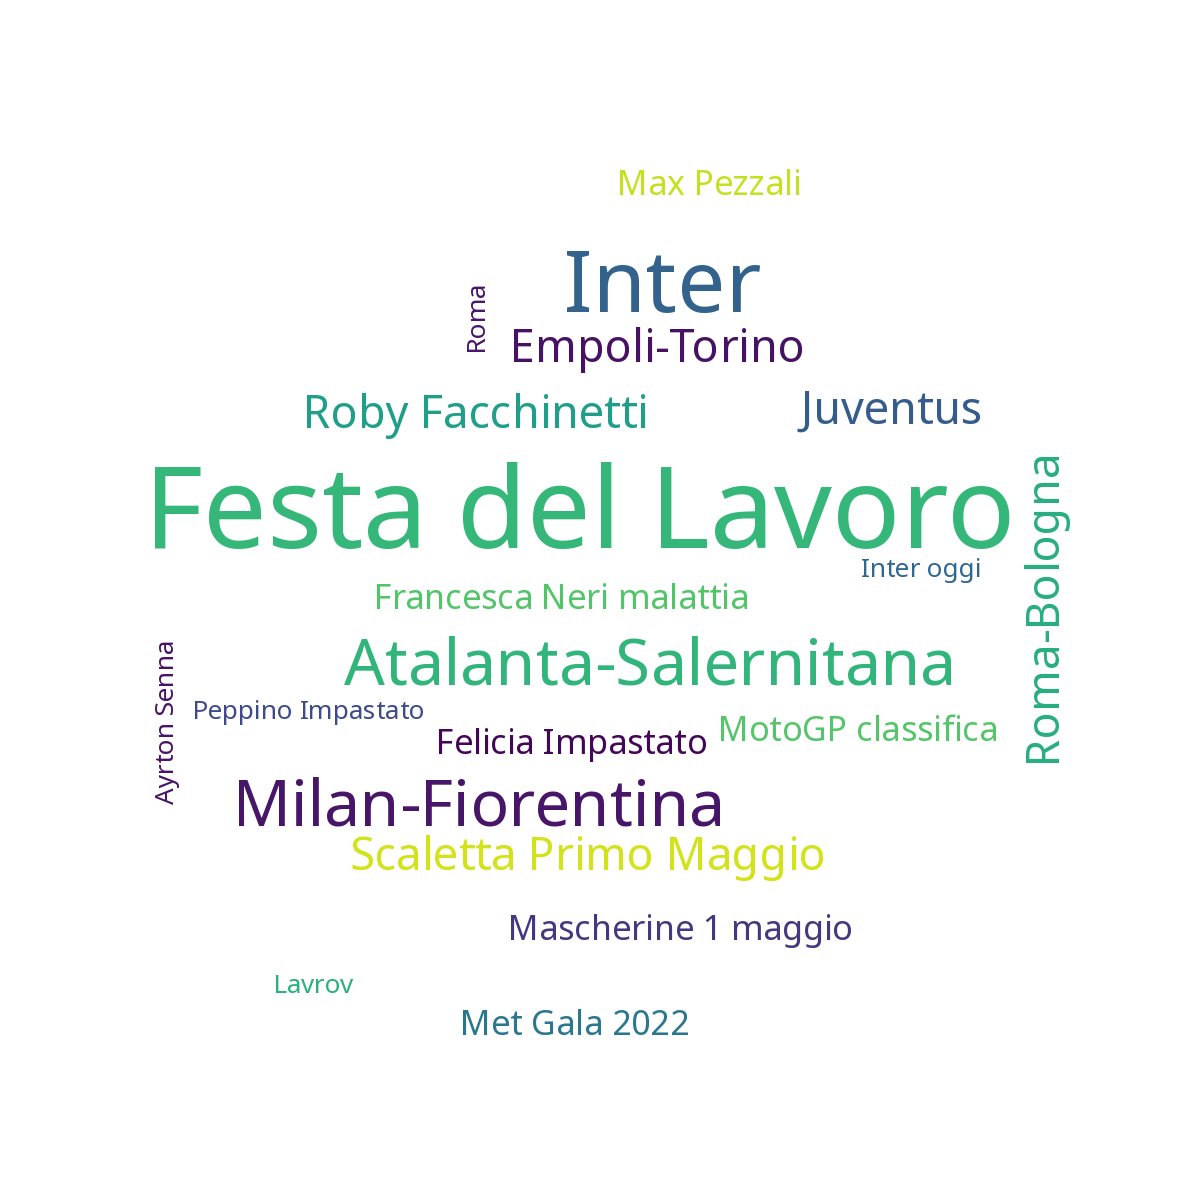 Max Pezzali
Inter
Roma
Empoli-Torino
Roby Facchinetti
Juventus
Festa del Lavoro
Roma-Bologna
Inter oggi
Francesca Neri malattia
Atalanta-Salernitana
Ayrton Senna
Peppino Impastato
MotoGP classifica
Felicia Impastato
Milan-Fiorentina
Scaletta Primo Maggio
Mascherine 1 maggio
Lavrov
Met Gala 2022